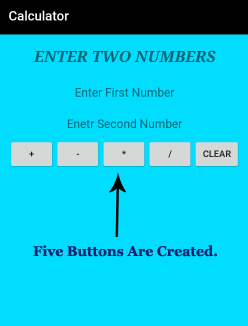 Calculator
ENTER TWO NUMBERS
Enter First Number
Enetr Second Number
+ - * / CLEAR
Five Buttons Are Created.